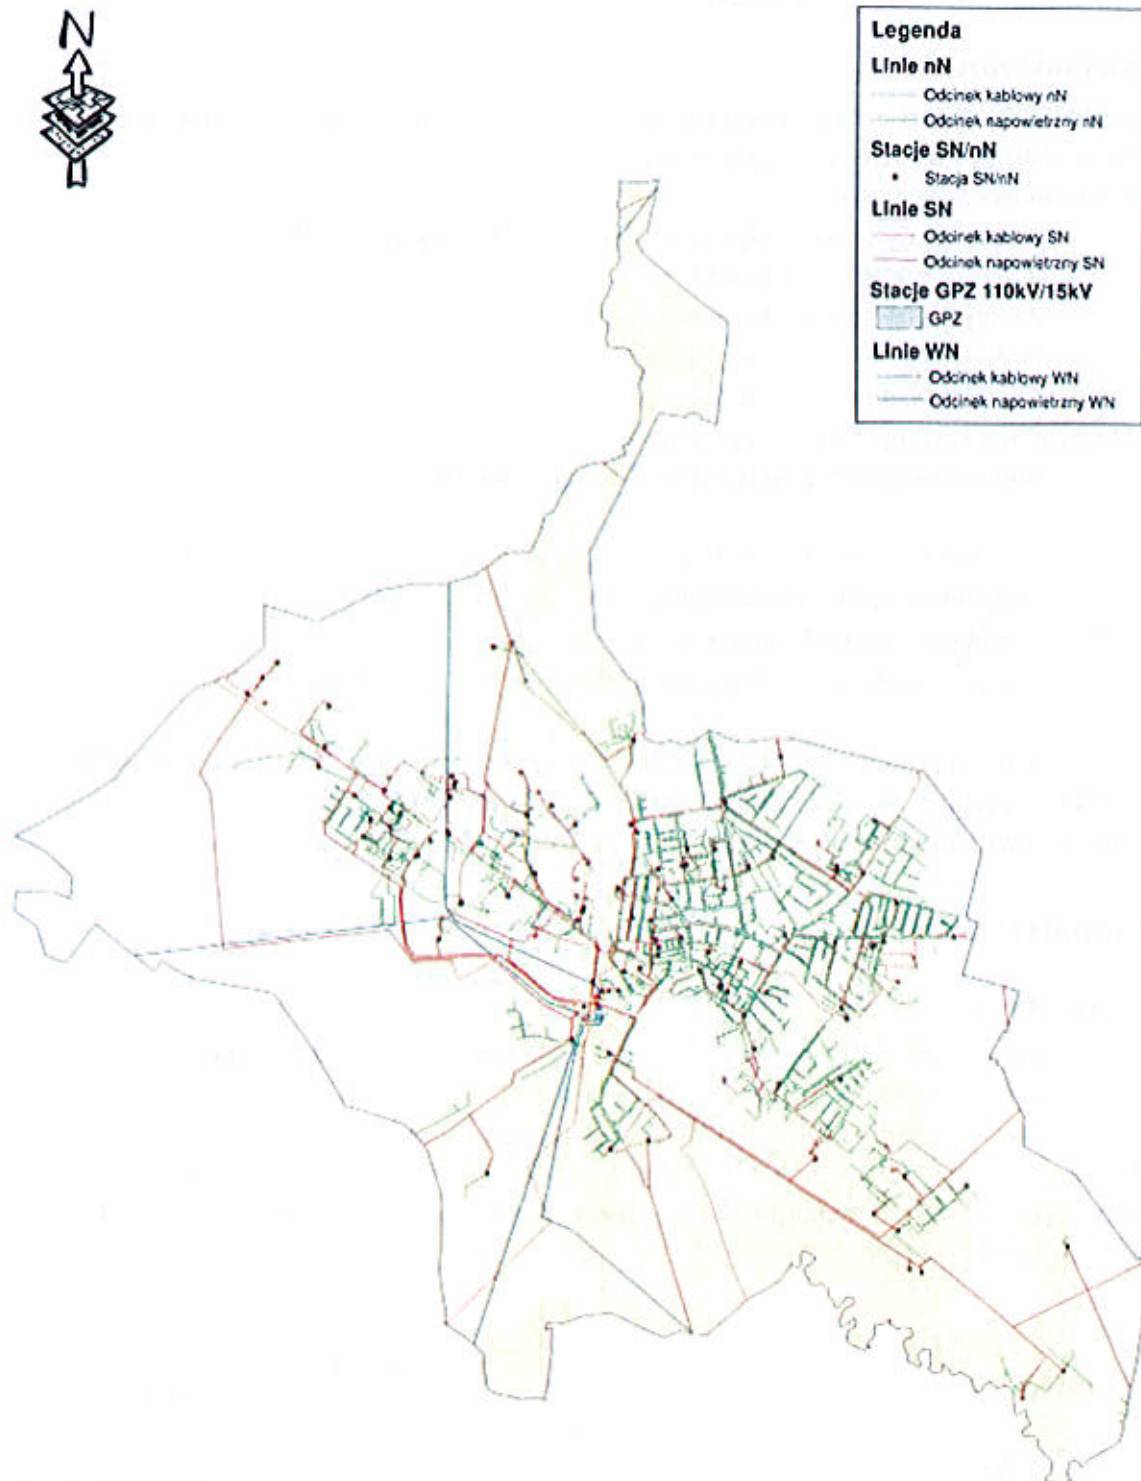 N
Legenda
Linie nN
Odcinek kablowy nN
Odcinek napowietrzny nN
Stacje SN/nN
Stacja SN/nN
Linie SN
Odcinek kablowy SN
Odcinek napowietrzny SN
Stacje GPZ 110kV/15kV
GPZ
Linie WN
Odcinek kablowy WN
Odcinek napowietrzny WN